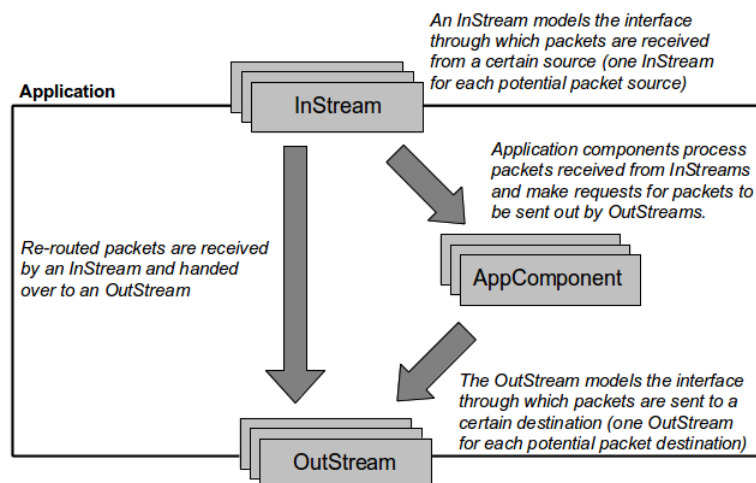 An InStream models the interface
through which packets are received
from a certain source (one InStream
for each potential packet source)
Application
InStream
Application components process
packets received from InStreams
and make requests for packets to
be sent out by OutStreams.
Re-routed packets are received
by an InStream and handed
over to an OutStream
AppComponent
The OutStream models the interface
through which packets are sent to a
certain destination (one OutStream
for each potential packet destination)
OutStream